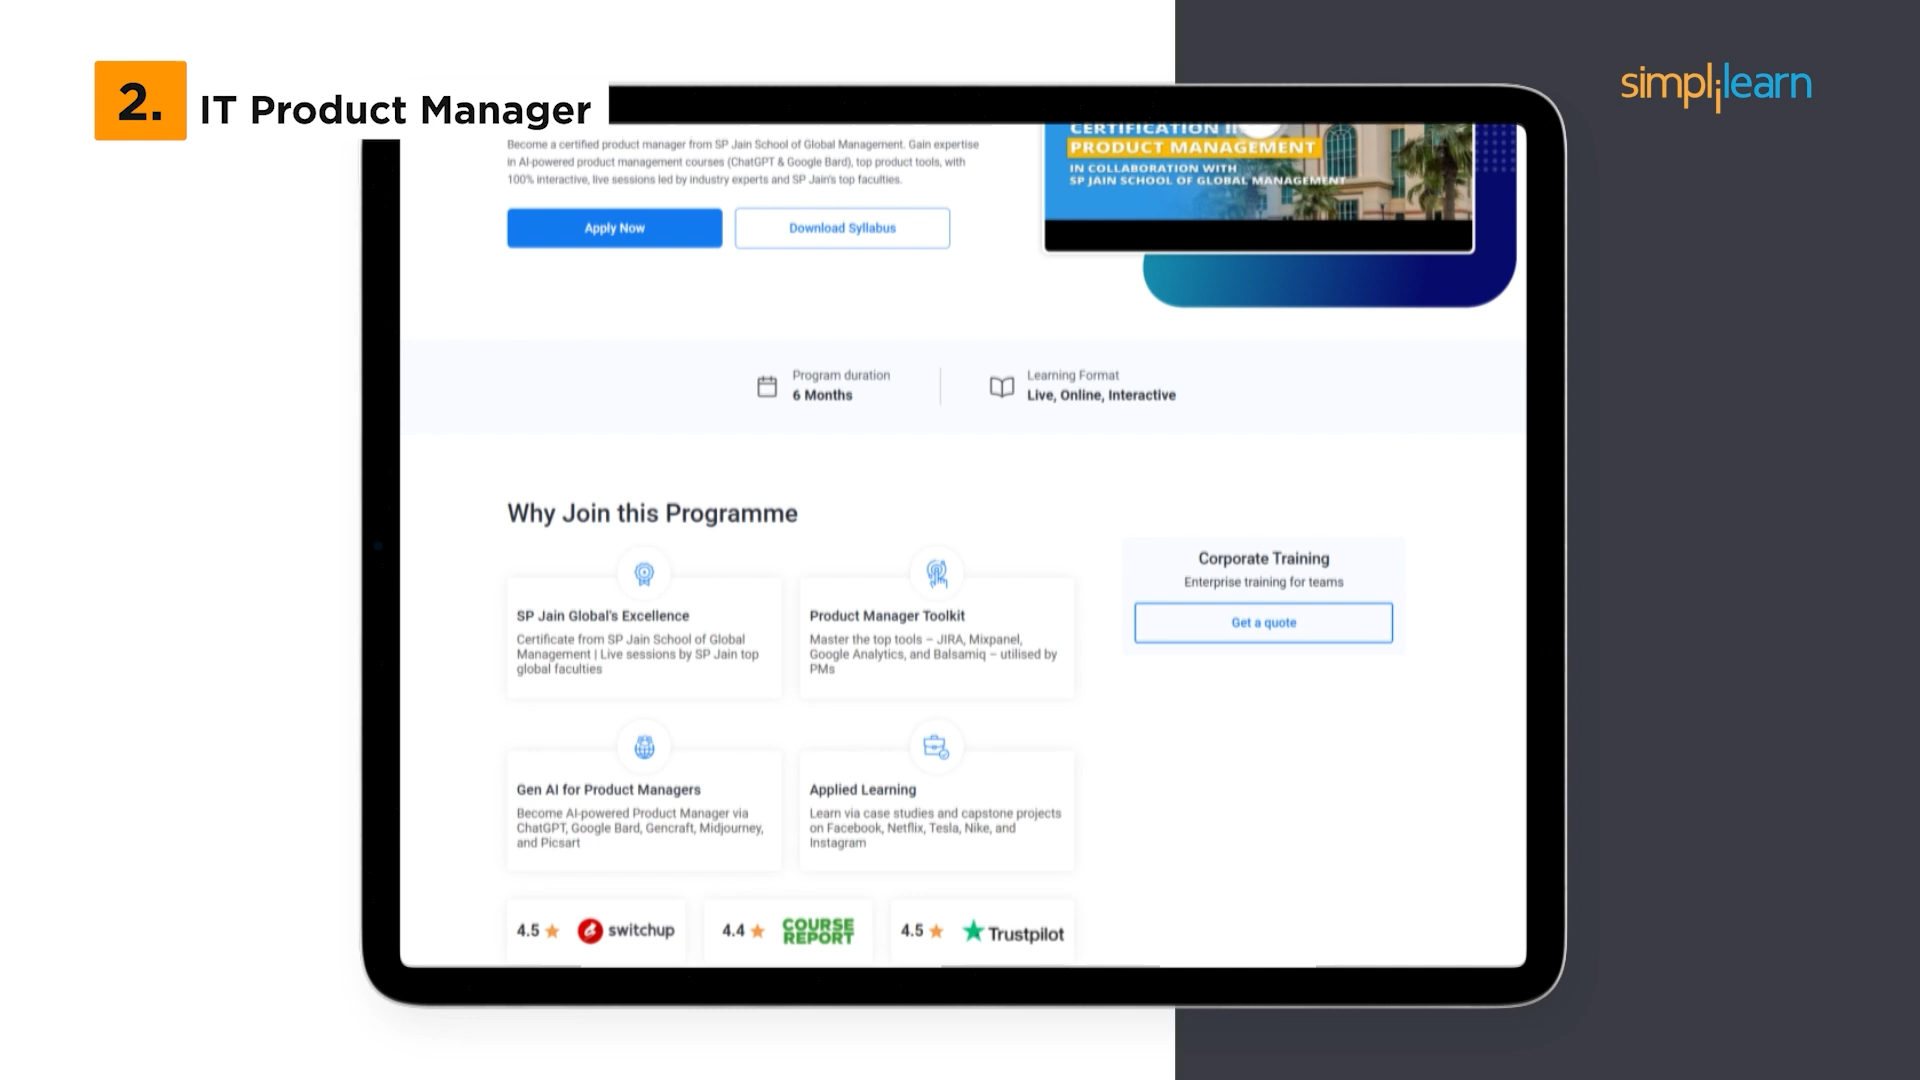 2.
IT Product Manager
simplilearn
Become a certified product manager from SP Jain School of Global Management. Gain expertise
in AI-powered product management courses (ChatGPT & Google Bard), top product tools, with
100% interactive, live sessions led by industry experts and SP Jain's top faculties.
Apply Now
Download Syllabus
CERTIFICATION
PRODUCT MANAGEMENT
IN COLLABORATION WITH
SP JAIN SCHOOL OF GLOBAL MANAGEMENT
Program duration
6 Months
Learning Format
Live, Online, Interactive
Why Join this Programme
SP Jain Global's Excellence
Certificate from SP Jain School of Global
Management | Live sessions by SP Jain top
global faculties
Product Manager Toolkit
Master the top tools – JIRA, Mixpanel,
Google Analytics, and Balsamiq – utilised by
PMs
Corporate Training
Enterprise training for teams
Get a quote
Gen AI for Product Managers
Become AI-powered Product Manager via
ChatGPT, Google Bard, Gencraft, Midjourney,
and Picsart
Applied Learning
Learn via case studies and capstone projects
on Facebook, Netflix, Tesla, Nike, and
Instagram
4.5
switchup
4.4
COURSE
REPORT
4.5
Trustpilot